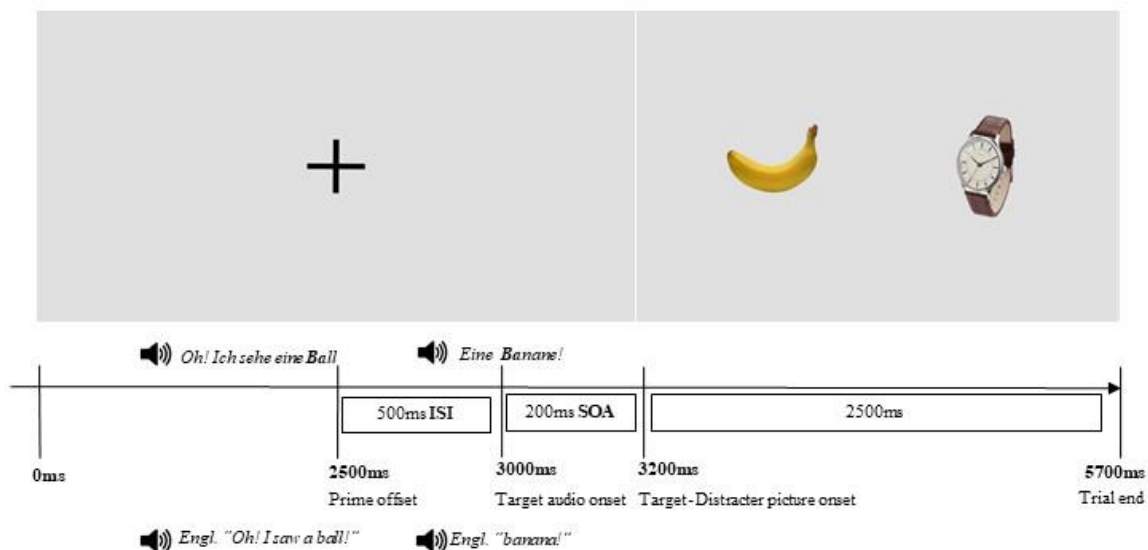 Oh! Ich sehe eine Ball
Eine Banane!
500ms ISI
200ms SOA
2500ms
0ms
2500ms
3000ms
3200ms
5700ms
Prime offset
Target audio onset
Target-Distracter picture onset
Trial end
Engl. "Oh! I saw a ball!"
Engl. "banana!"